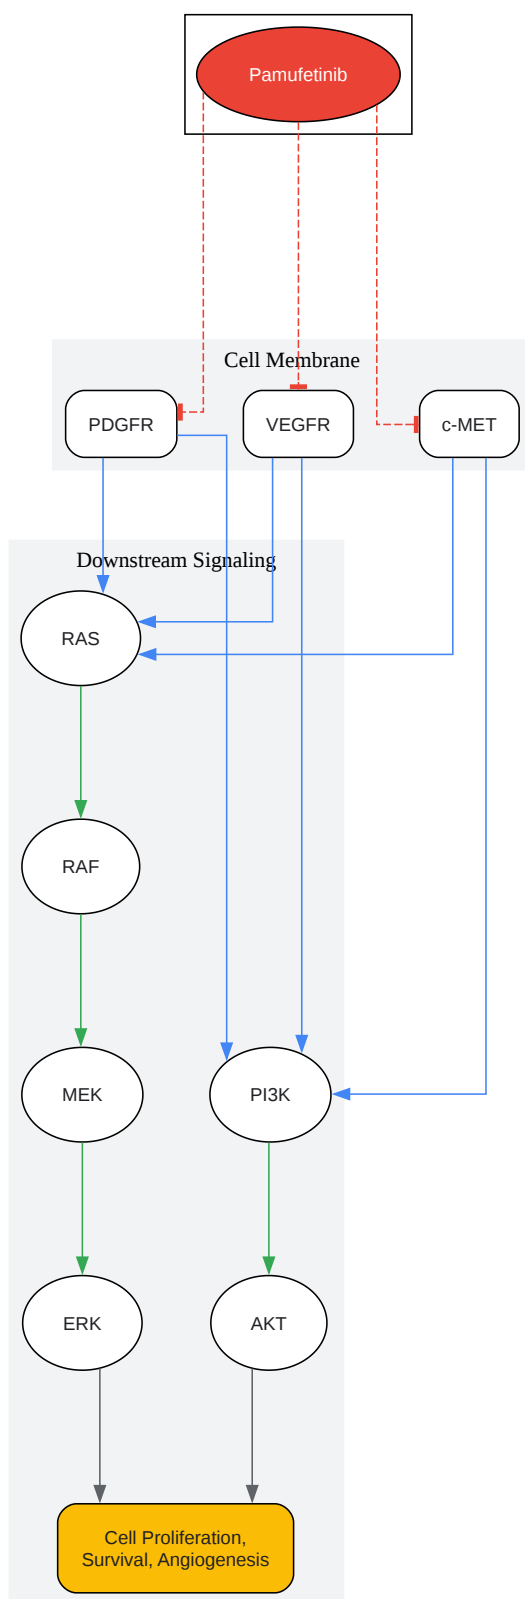 Pamufetinib
Cell Membrane
PDGFR
VEGFR
c-MET
Downstream Signaling
RAS
RAF
MEK
PI3K
ERK
AKT
Cell Proliferation,
Survival, Angiogenesis